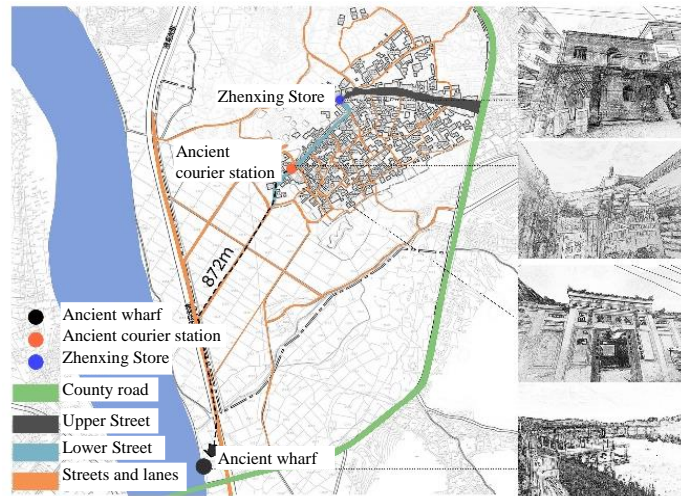 Zhenxing Store
Ancient
courier station
872m
Ancient wharf
Ancient courier station
Zhenxing Store
County road
Upper Street
Lower Street
Streets and lanes
Ancient wharf